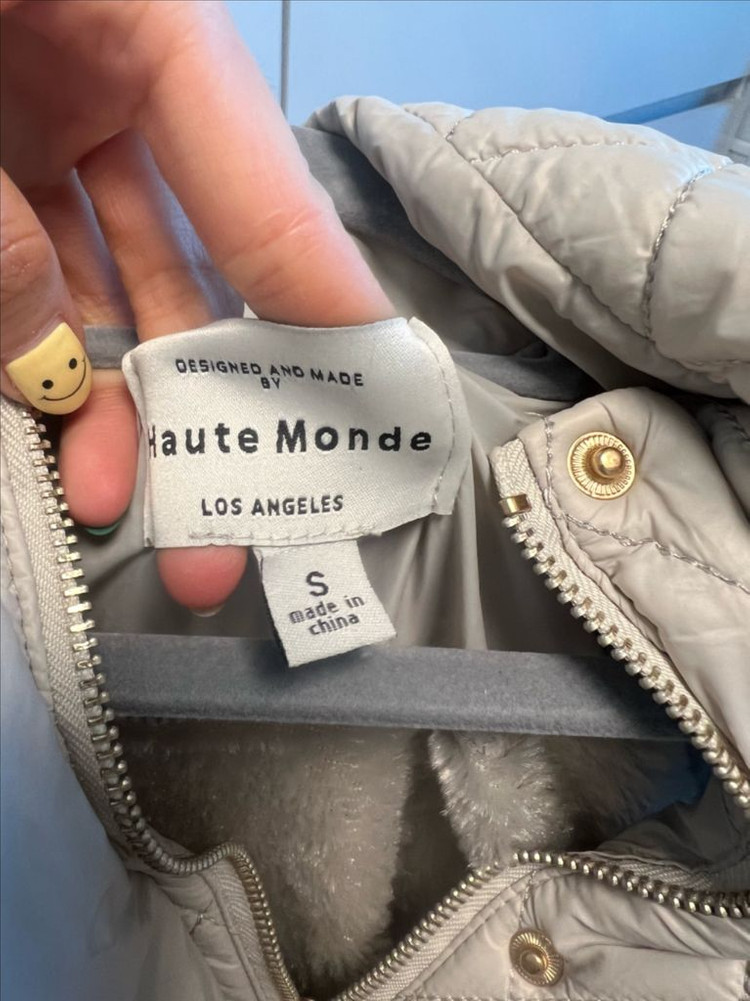 DESIGNED AND MADE
BY
Haute Monde
LOS ANGELES
S
made in
china